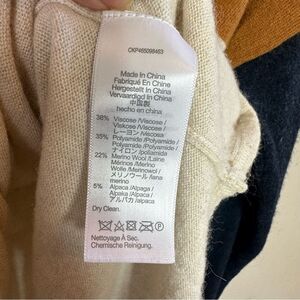 CKP465098463
Made In China
Fabriqué En Chine
Hergestellt In China
Vervaardigd In China
中国製
hecho en china
38% Viscose/Viscose/
Viskose/Viscose/
レーヨン/viscosa
35% Polyamide/Polyamide/
Polyamide/Polyamide/
ナイロン/poliamida
22% Merino Wool/Laine
Mérinos/Merino
Wolle/Merinowol/
メリノウール/lana
merino
5% Alpaca/Alpaga/
Alpaka/Alpaca/
アルパカ/alpaca
Dry Clean.
Nettoyage À Sec.
Chemische Reinigung.